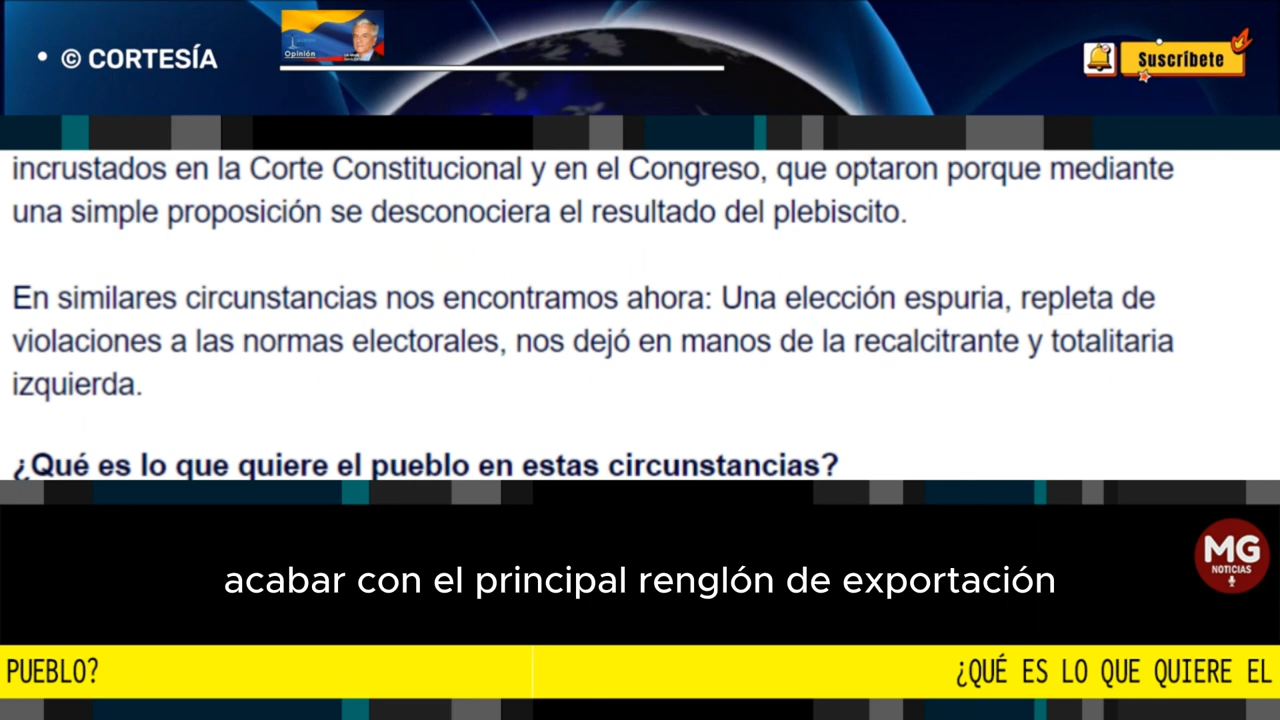 • © CORTESÍA
Opinión
Suscríbete
incrustados en la Corte Constitucional y en el Congreso, que optaron porque mediante
una simple proposición se desconociera el resultado del plebiscito.
En similares circunstancias nos encontramos ahora: Una elección espuria, repleta de
violaciones a las normas electorales, nos dejó en manos de la recalcitrante y totalitaria
izquierda.
¿Qué es lo que quiere el pueblo en estas circunstancias?
MG
NOTICIAS
acabar con el principal renglón de exportación
PUEBLO? ¿QUÉ ES LO QUE QUIERE EL